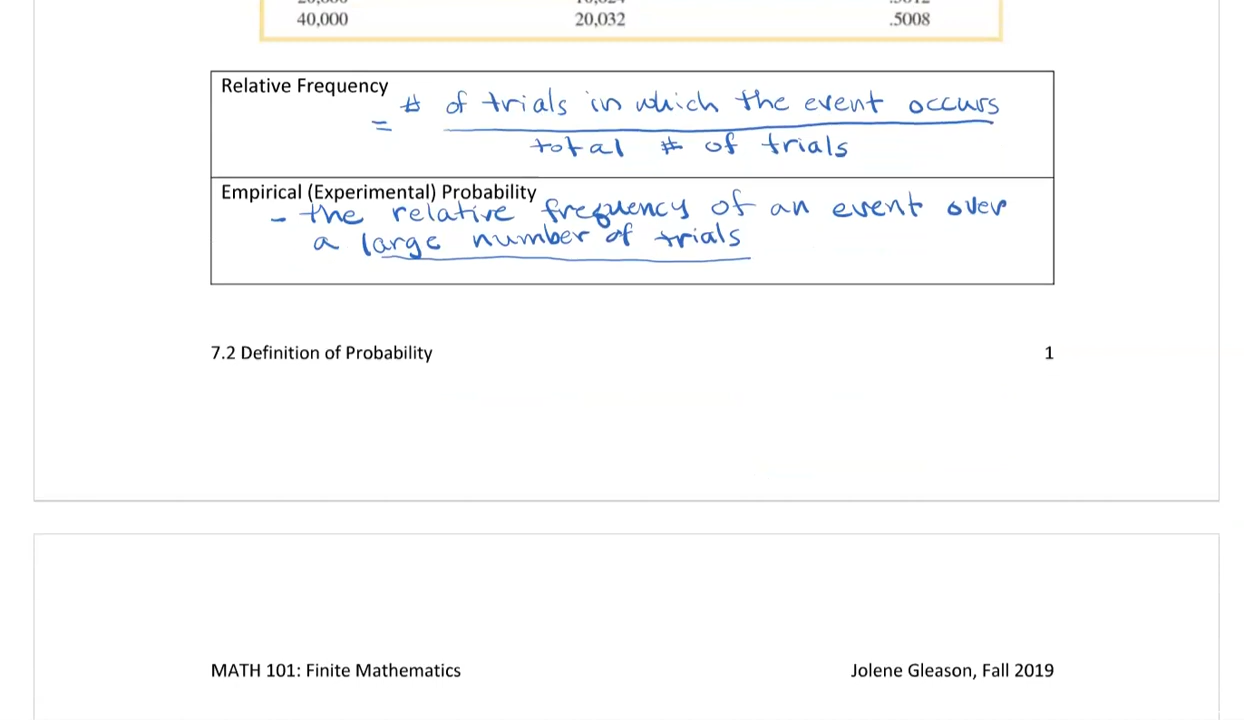 40,000 20,032 .5008
Relative Frequency
= # of trials in which the event occurs
total # of trials
Empirical (Experimental) Probability
- the relative frequency of an event over
a large number of trials
7.2 Definition of Probability 1
MATH 101: Finite Mathematics Jolene Gleason, Fall 2019